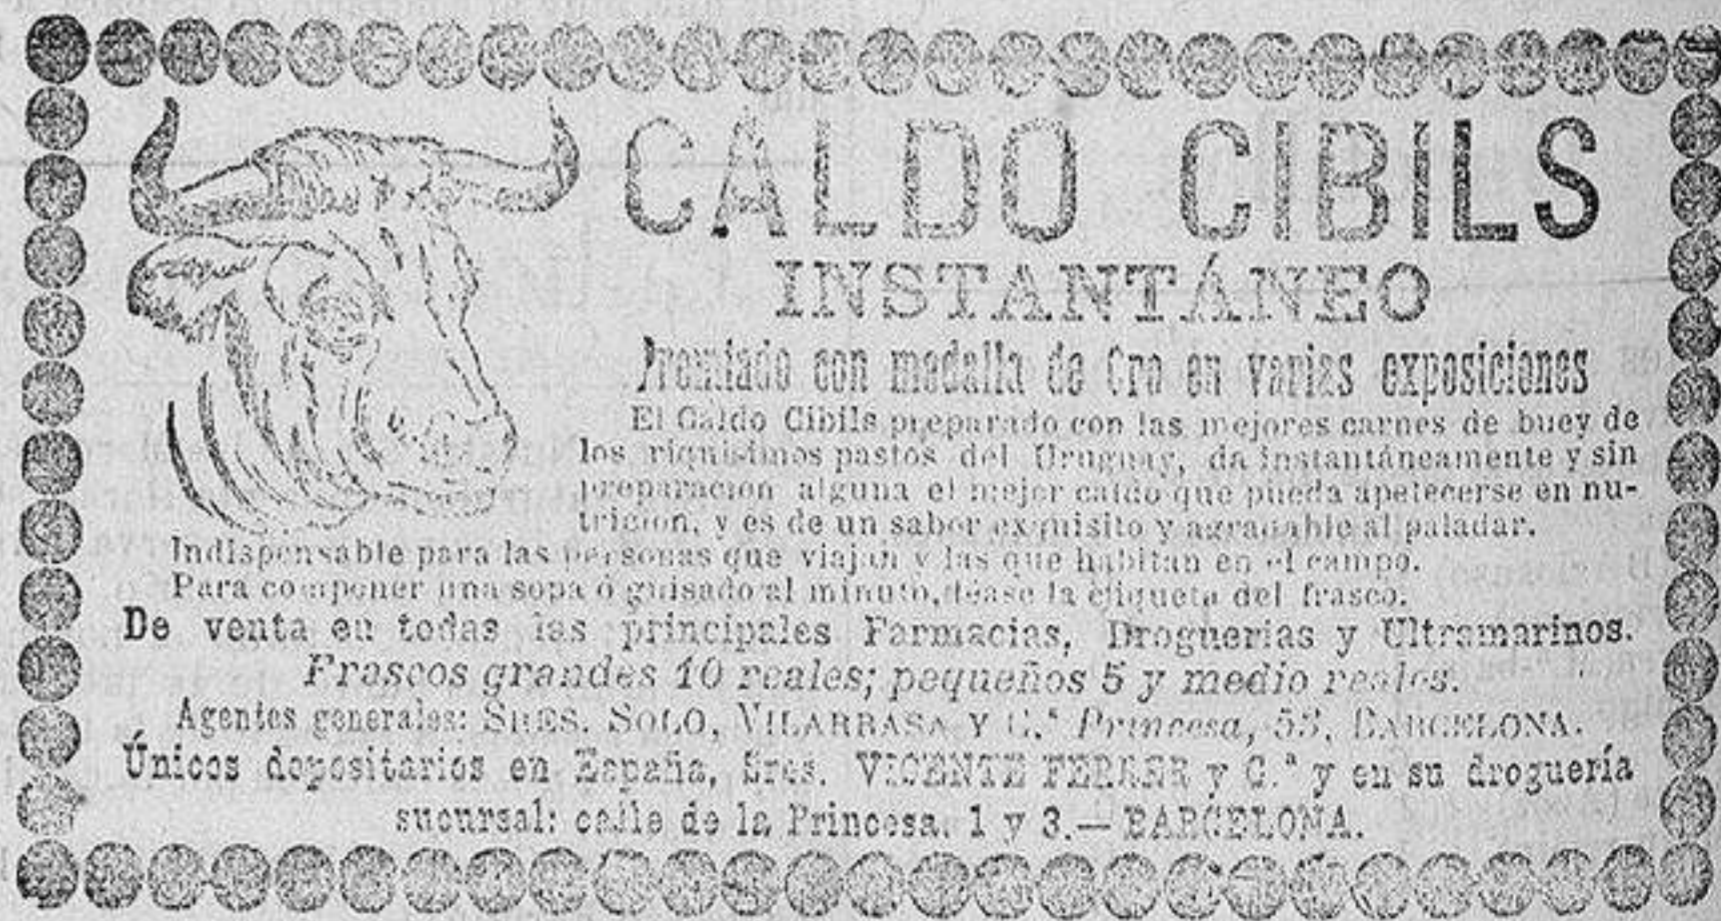 CALDO CIBILS
INSTANTÁNEO
Premiado con medalla de Oro en varias exposiciones
El Caldo Cibils preparado con las mejores carnes de buey de
los riquísimos pastos del Uruguay, da instantáneamente y sin
preparación alguna el mejor caldo que pueda apetecerse en nu-
trición, y es de un sabor exquisito y agradable al paladar.
Indispensable para las personas que viajan y las que habitan en el campo.
Para componer una sopa ó guisado al minuto, léase la etiqueta del frasco.
De venta en todas las principales Farmacias, Droguerias y Ultramarinos.
Frascos grandes 10 reales; pequeños 5 y medio reales.
Agentes generales: SRES. SOLO, VILARRASA Y C.ª Princesa, BARCELONA.
Únicos depositarios en España, Sres. VICENTE FERRER y C.ª y en su droguería
sucursal: calle de la Princesa, 1 y 3.—BARCELONA.